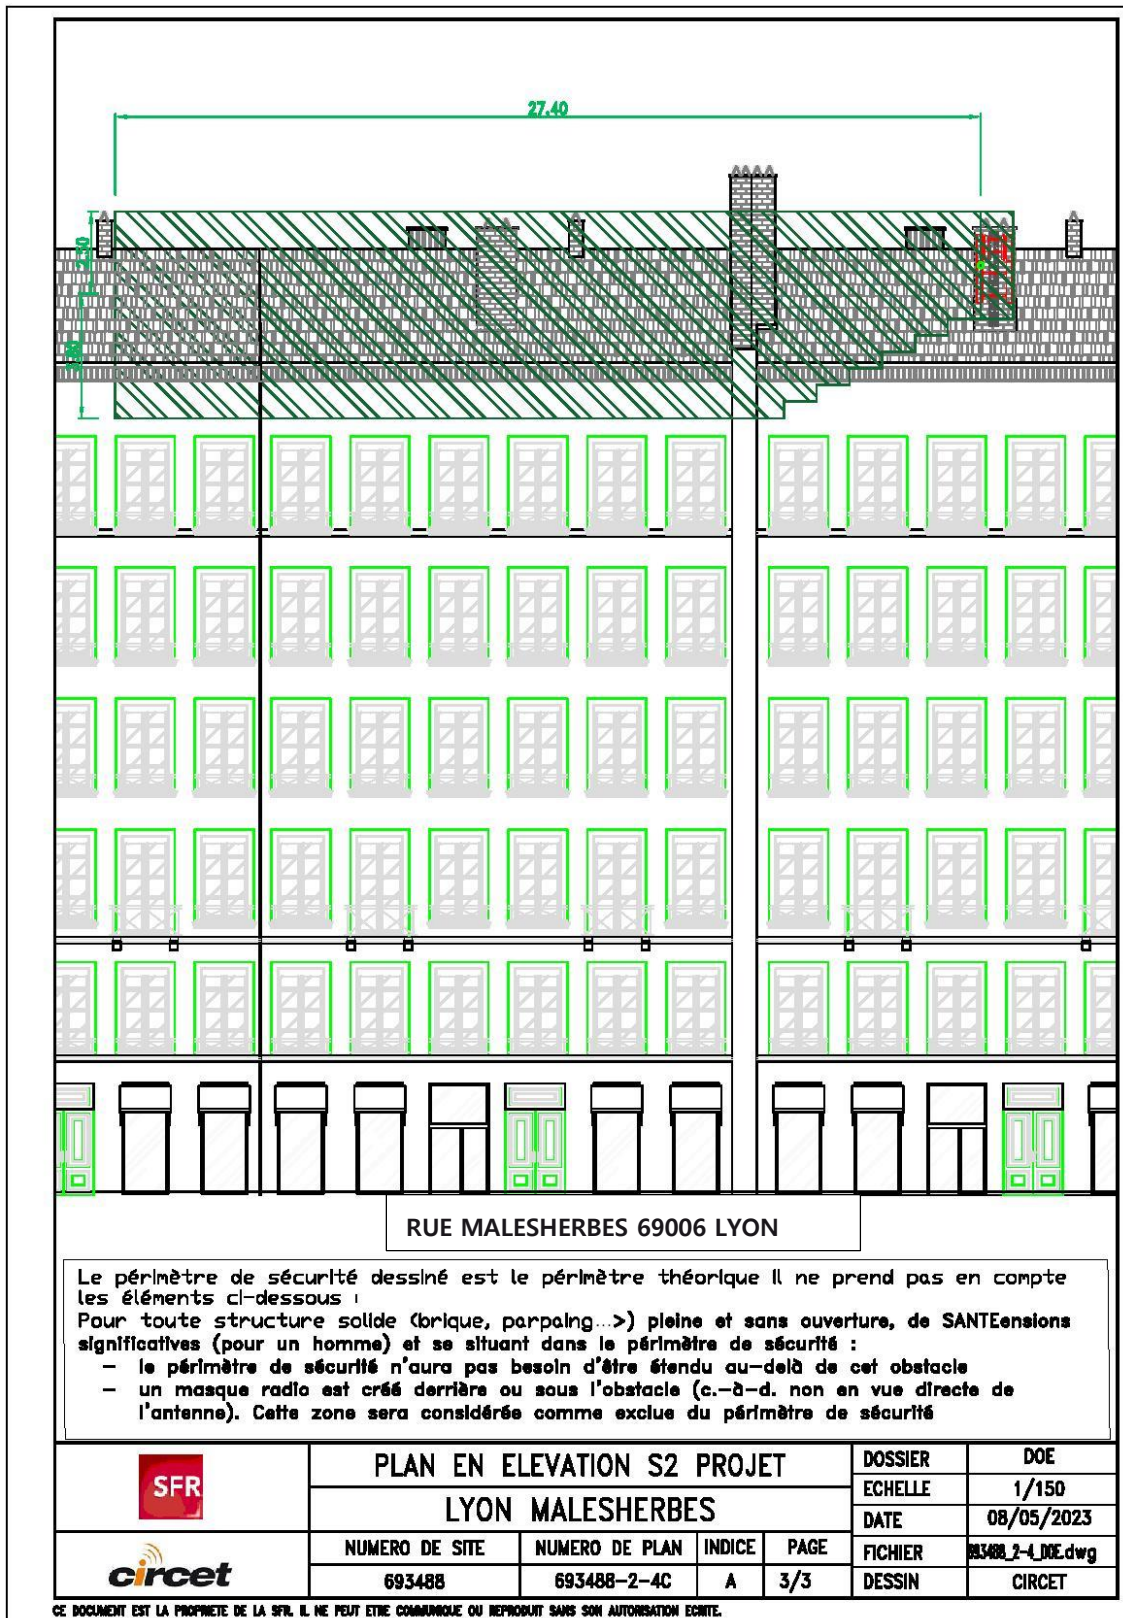 27,40
RUE MALESHERBES 69006 LYON
Le périmètre de sécurité dessiné est le périmètre théorique il ne prend pas en compte
les éléments ci-dessous :
Pour toute structure solide (brique, parpaing...>) pleine et sans ouverture, de SANTEensions
significatives (pour un homme) et se situant dans le périmètre de sécurité :
– le périmètre de sécurité n'aura pas besoin d'être étendu au-delà de cet obstacle
– un masque radio est créé derrière ou sous l'obstacle (c.-à-d. non en vue directe de
l'antenne). Cette zone sera considérée comme exclue du périmètre de sécurité
SFR
PLAN EN ELEVATION S2 PROJET
LYON MALESHERBES
DOSSIER DOE
ECHELLE 1/150
DATE 08/05/2023
circet
NUMERO DE SITE NUMERO DE PLAN INDICE PAGE
693488 693488-2-4C A 3/3
FICHIER 693488_2-4_DOE.dwg
DESSIN CIRCET
CE DOCUMENT EST LA PROPRIETE DE LA SFR. IL NE PEUT ETRE COMMUNIQUE OU REPRODUIT SANS SON AUTORISATION ECRITE.